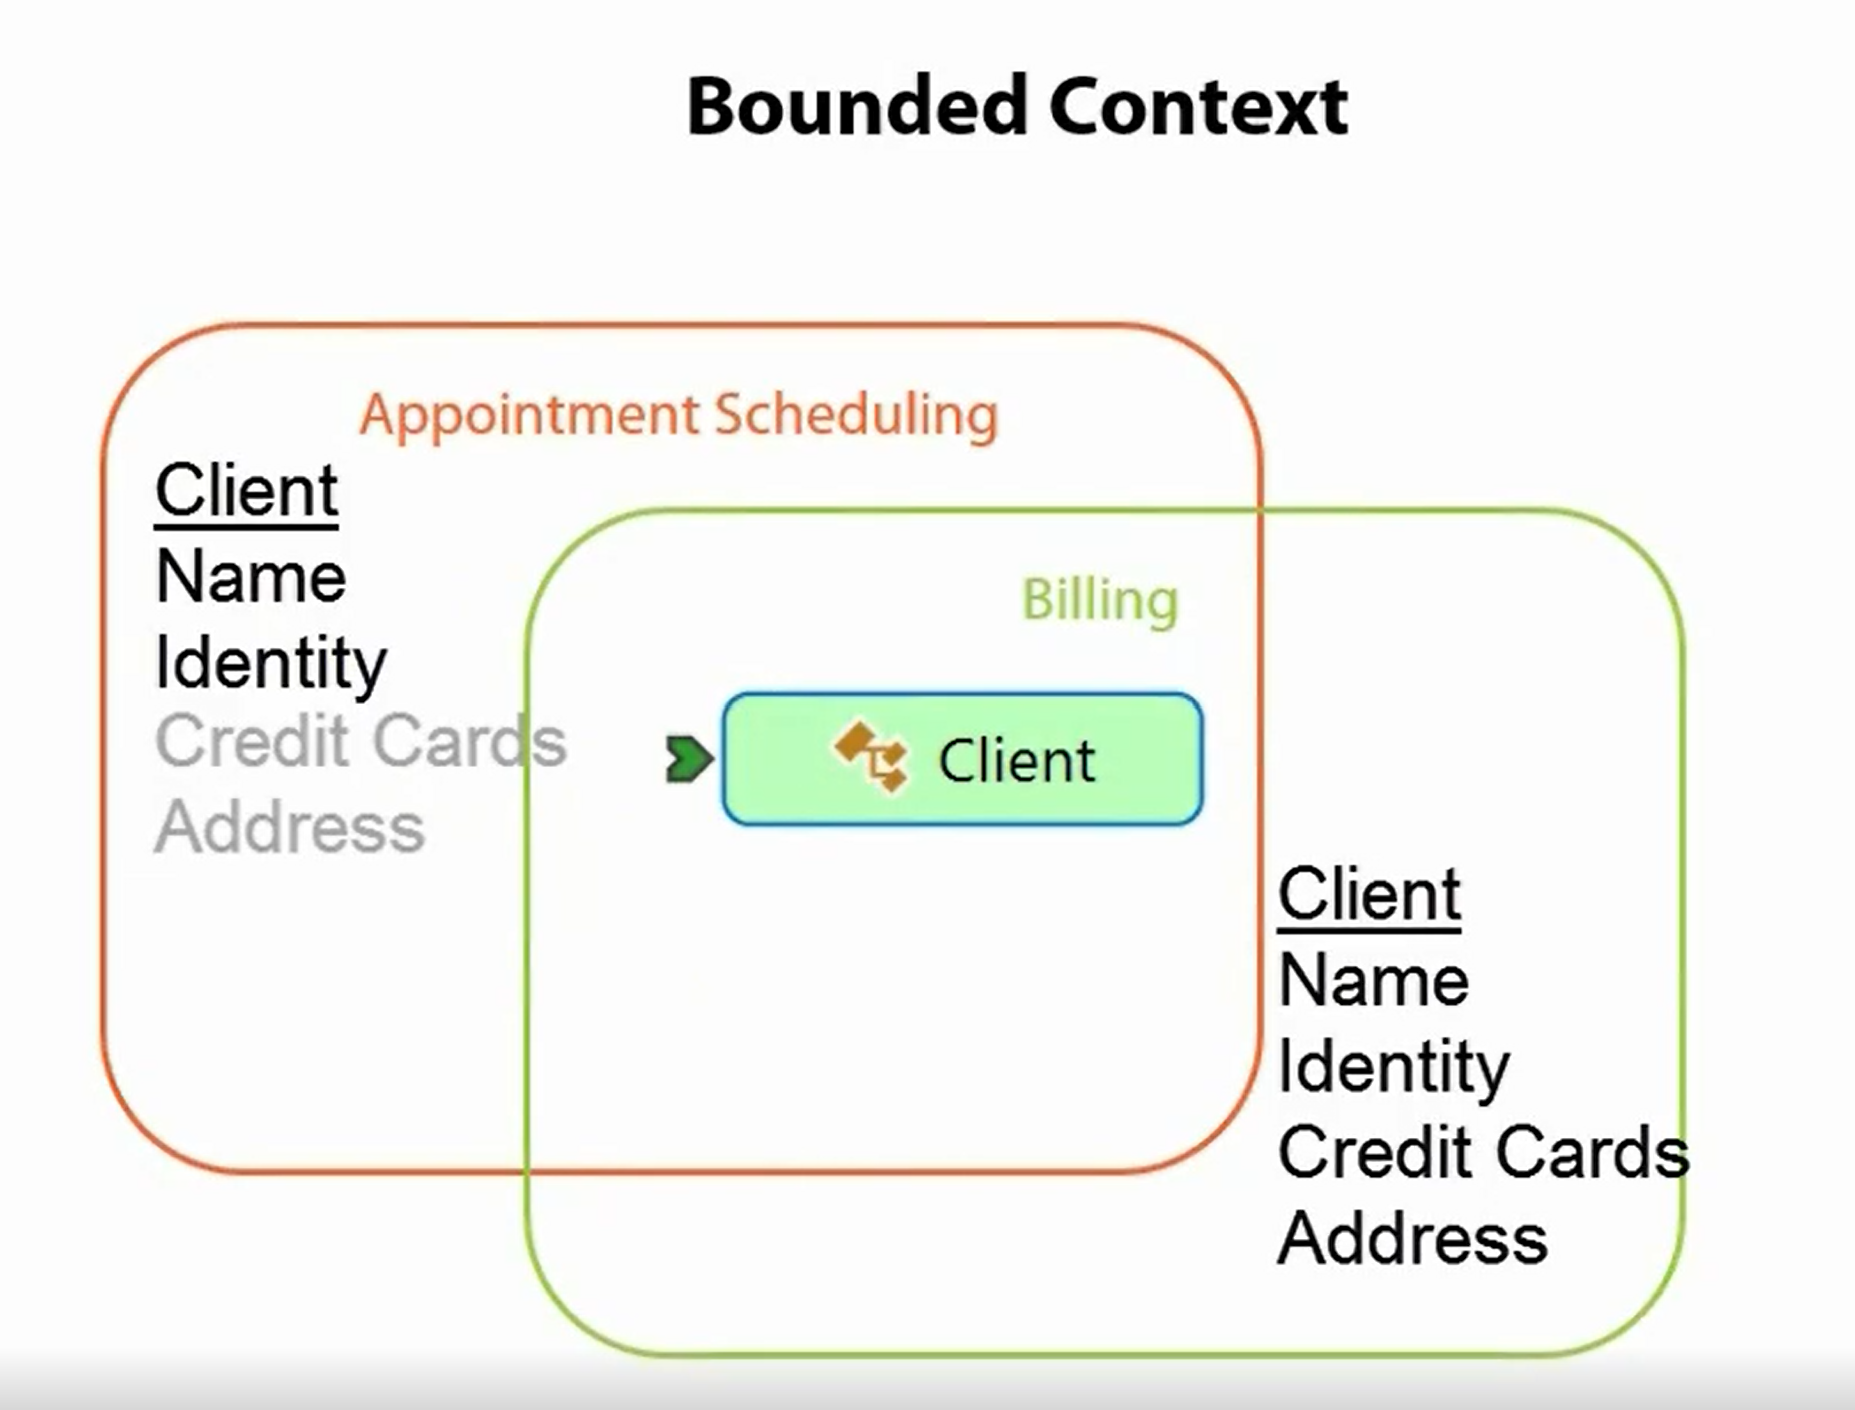 Bounded Context
Appointment Scheduling
Client
Name
Identity
Credit Cards
Address
Billing
Client
Client
Name
Identity
Credit Cards
Address